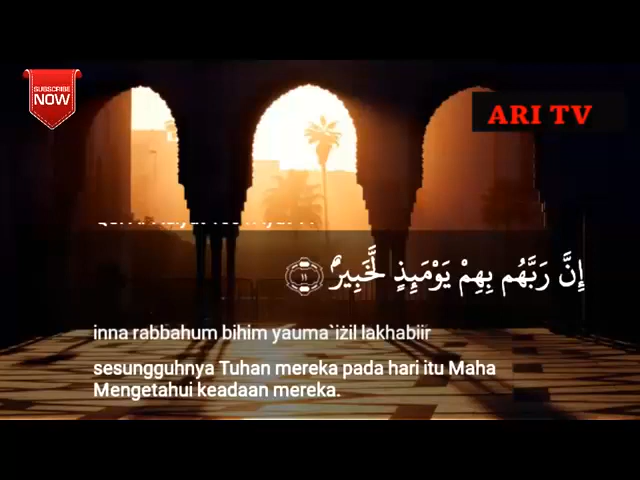 SUBSCRIBE
NOW
ARI TV
إِنَّ رَبَّهُم بِهِمْ يَوْمَئِذٍ لَّخَبِيرٌ ۝١١
inna rabbahum bihim yauma`iżil lakhabiir
sesungguhnya Tuhan mereka pada hari itu Maha
Mengetahui keadaan mereka.